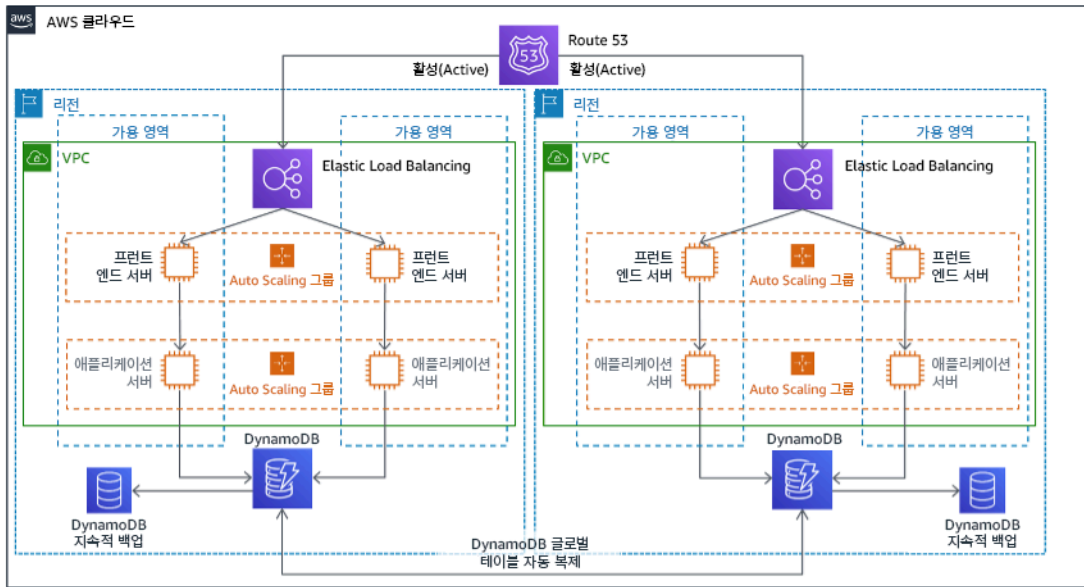 aws
AWS 클라우드
53
Route 53
활성(Active)
활성(Active)
리전
가용 영역
가용 영역
VPC
Elastic Load Balancing
프런트
엔드 서버
Auto Scaling 그룹
프런트
엔드 서버
애플리케이션
서버
Auto Scaling 그룹
애플리케이션
서버
DynamoDB
DynamoDB
지속적 백업
리전
가용 영역
가용 영역
VPC
Elastic Load Balancing
프런트
엔드 서버
Auto Scaling 그룹
프런트
엔드 서버
애플리케이션
서버
Auto Scaling 그룹
애플리케이션
서버
DynamoDB
DynamoDB
지속적 백업
DynamoDB 글로벌
테이블 자동 복제